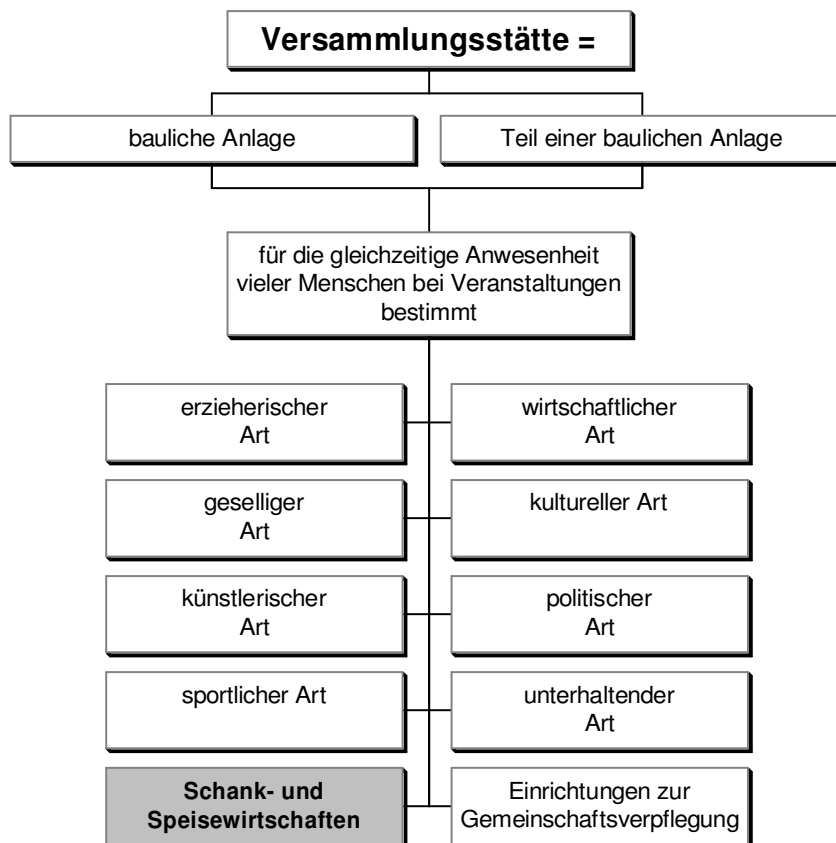 Versammlungsstätte =
bauliche Anlage
Teil einer baulichen Anlage
für die gleichzeitige Anwesenheit
vieler Menschen bei Veranstaltungen
bestimmt
erzieherischer
Art
wirtschaftlicher
Art
geselliger
Art
kultureller Art
künstlerischer
Art
politischer
Art
sportlicher Art
unterhaltender
Art
Schank- und
Speisewirtschaften
Einrichtungen zur
Gemeinschaftsverpflegung